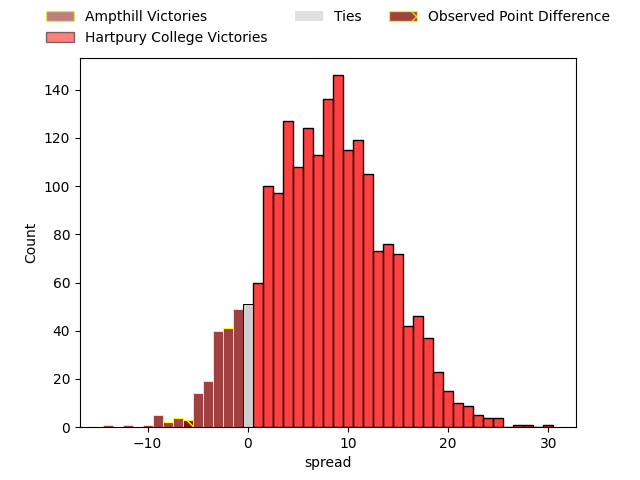 Ampthill Victories
Hartpury College Victories
Ties
Observed Point Difference
Count
0
20
40
60
80
100
120
140
−10
0
10
20
30
spread